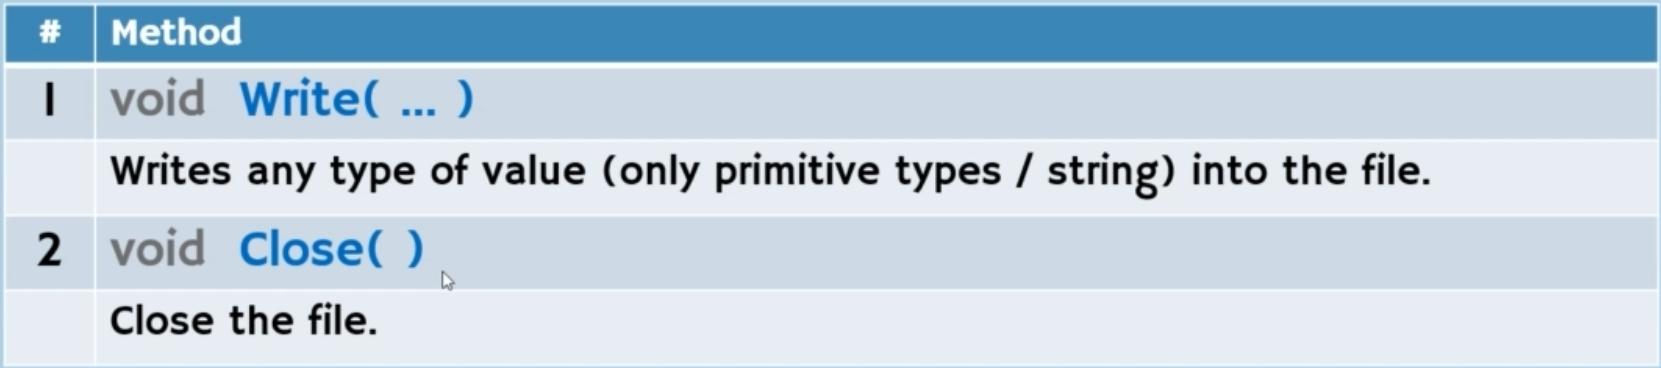 # Method
1 void Write( ... )
Writes any type of value (only primitive types / string) into the file.
2 void Close( )
Close the file.